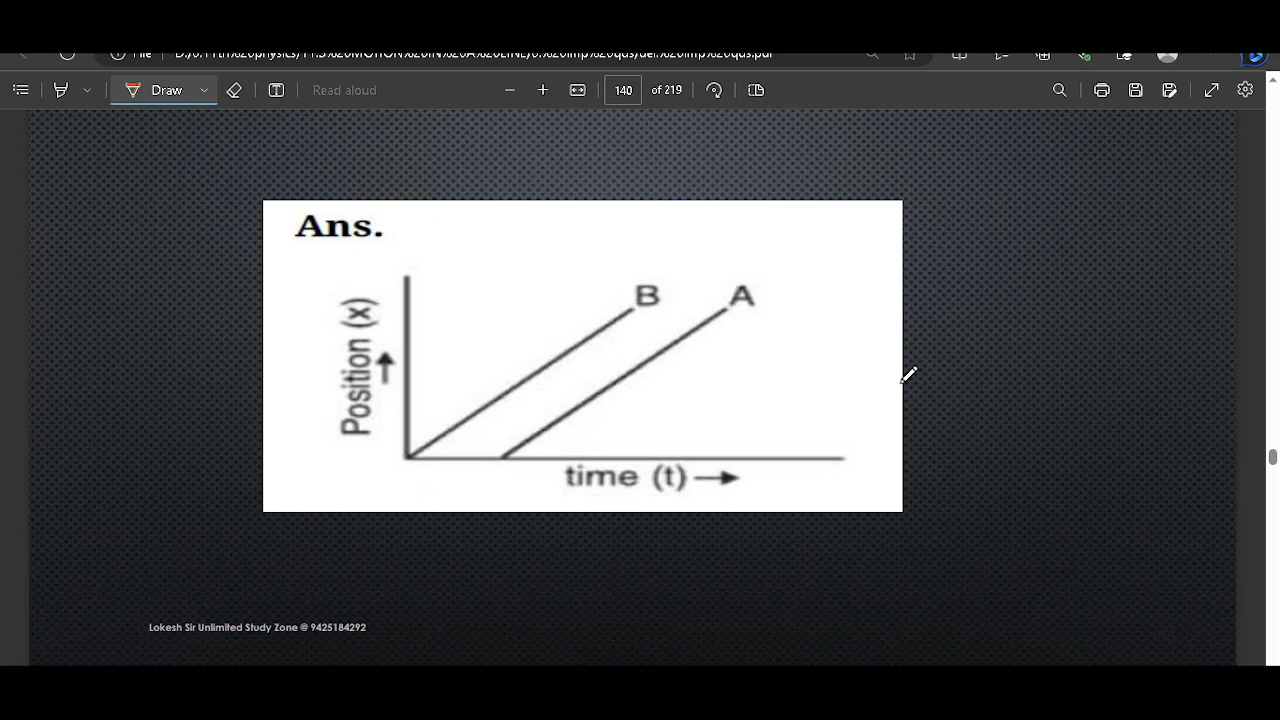 Draw
Read aloud
140
of 219
Ans.
B
A
Position (x)
time (t)
Lokesh Sir Unlimited Study Zone @ 9425184292